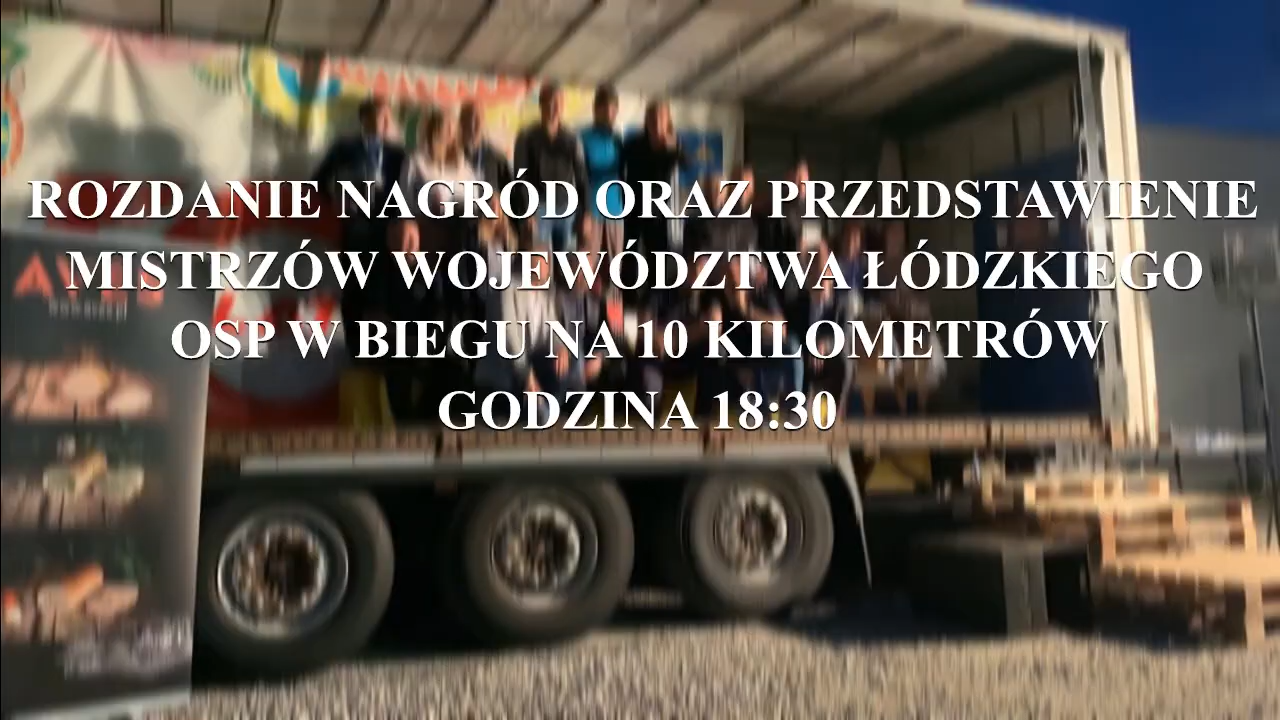 ROZDANIE NAGRÓD ORAZ PRZEDSTAWIENIE
MISTRZÓW WOJEWÓDZTWA ŁÓDZKIEGO
OSP W BIEGU NA 10 KILOMETRÓW
GODZINA 18:30